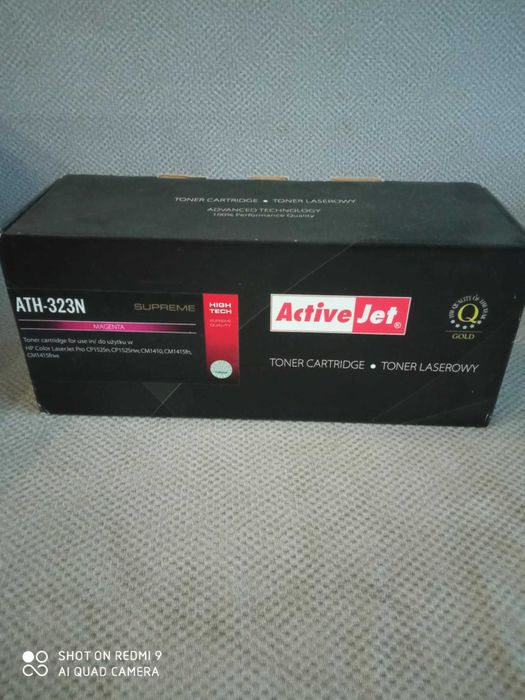 TONER CARTRIDGE • TONER LASEROWY
ADVANCED TECHNOLOGY
100% Performance Quality
ATH-323N
SUPREME
MAGENTA
Toner cartridge for use in/ do użytku w
HP Color LaserJet Pro CP1525n, CP1525nw, CM1410, CM1415fn,
CM1415fnw
HIGH
TECH
SUPREME
QUALITY
ActiveJet®
TONER CARTRIDGE • TONER LASEROWY
Q
GOLD
SHOT ON REDMI 9
AI QUAD CAMERA